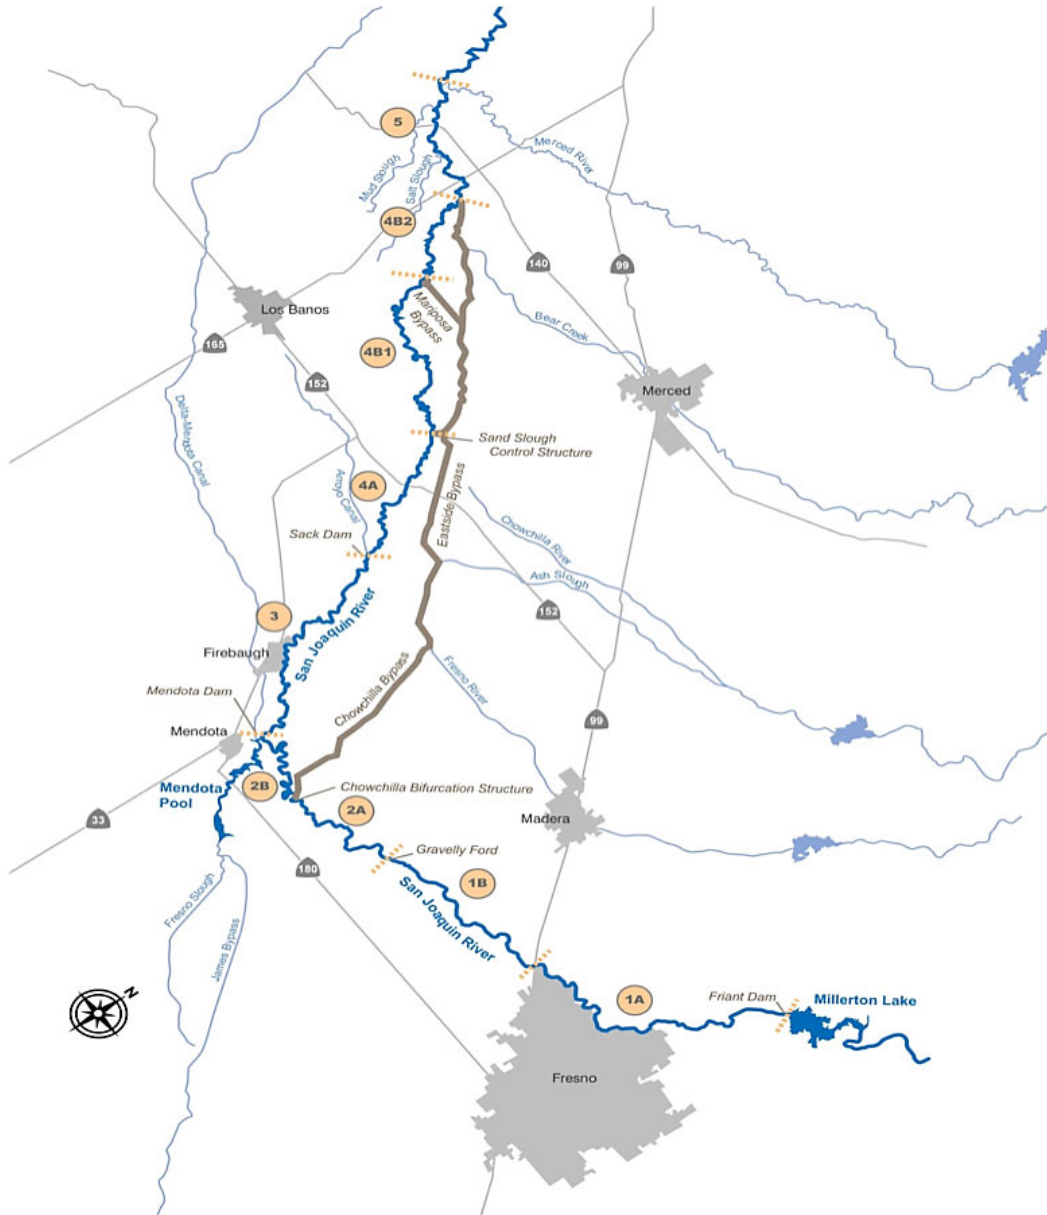 5
Mud Slough
Salt Slough
Merced River
4B2
140
99
Los Banos
Mariposa
Bypass
Bear Creek
165
4B1
152
Merced
Delta-Mendota Canal
Sand Slough
Control Structure
4A
Arroyo Canal
Eastside Bypass
Chowchilla River
Sack Dam
Ash Slough
3
152
San Joaquin River
Firebaugh
Chowchilla Bypass
Fresno River
Mendota Dam
99
Mendota
Mendota
Pool
2B
Chowchilla Bifurcation Structure
33
2A
Madera
Gravelly Ford
180
1B
San Joaquin River
Fresno Slough
James Bypass
N
1A
Friant Dam
Millerton Lake
Fresno